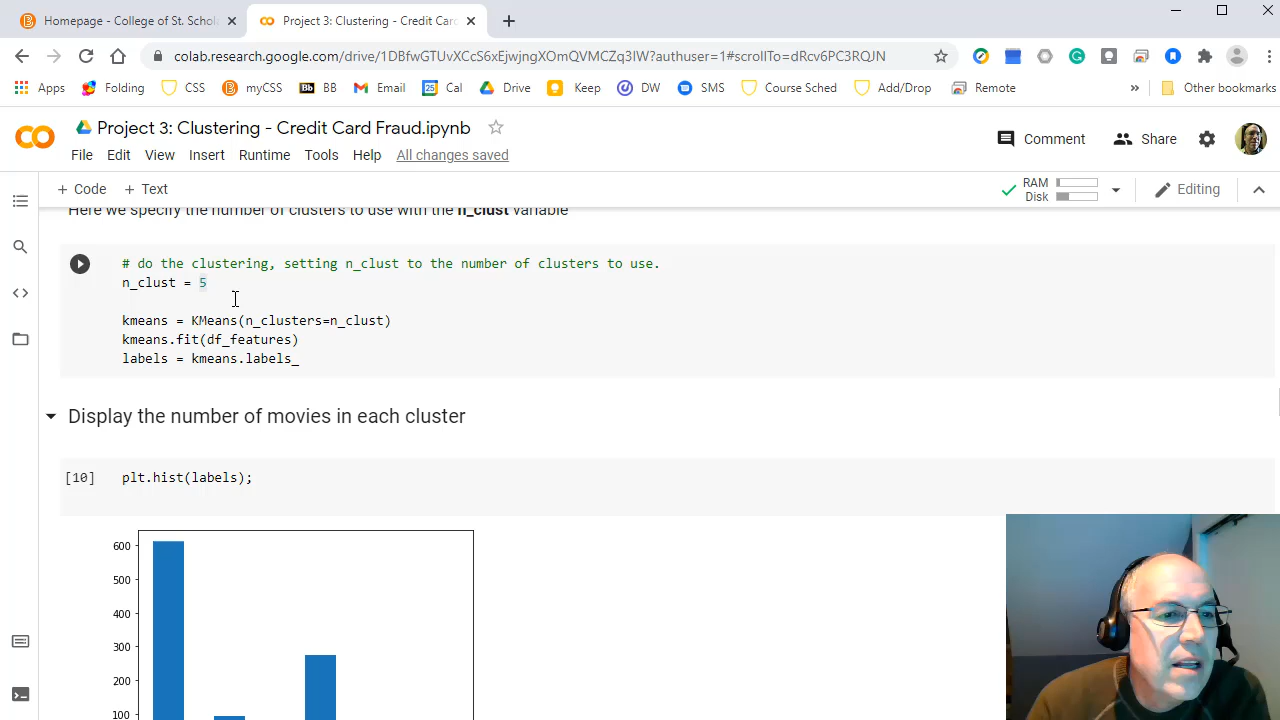 Homepage - College of St. Schol
Project 3: Clustering - Credit Card
colab.research.google.com/drive/1DBfwGTUvXCcS6xEjwjngXOmQVMCZq3IW?authuser=1#scrollTo=dRcv6PC3RQJN
Apps Folding CSS mCSS BB Email Cal Drive Keep DW SMS Course Sched Add/Drop Remote » Other bookmarks
Project 3: Clustering - Credit Card Fraud.ipynb
Comment Share
File Edit View Insert Runtime Tools Help All changes saved
+ Code + Text RAM Disk Editing
Here we specify the number of clusters to use with the n_clust variable
# do the clustering, setting n_clust to the number of clusters to use.
n_clust = 5
kmeans = KMeans(n_clusters=n_clust)
kmeans.fit(df_features)
labels = kmeans.labels_
Display the number of movies in each cluster
[10] plt.hist(labels);
600
500
400
300
200
100